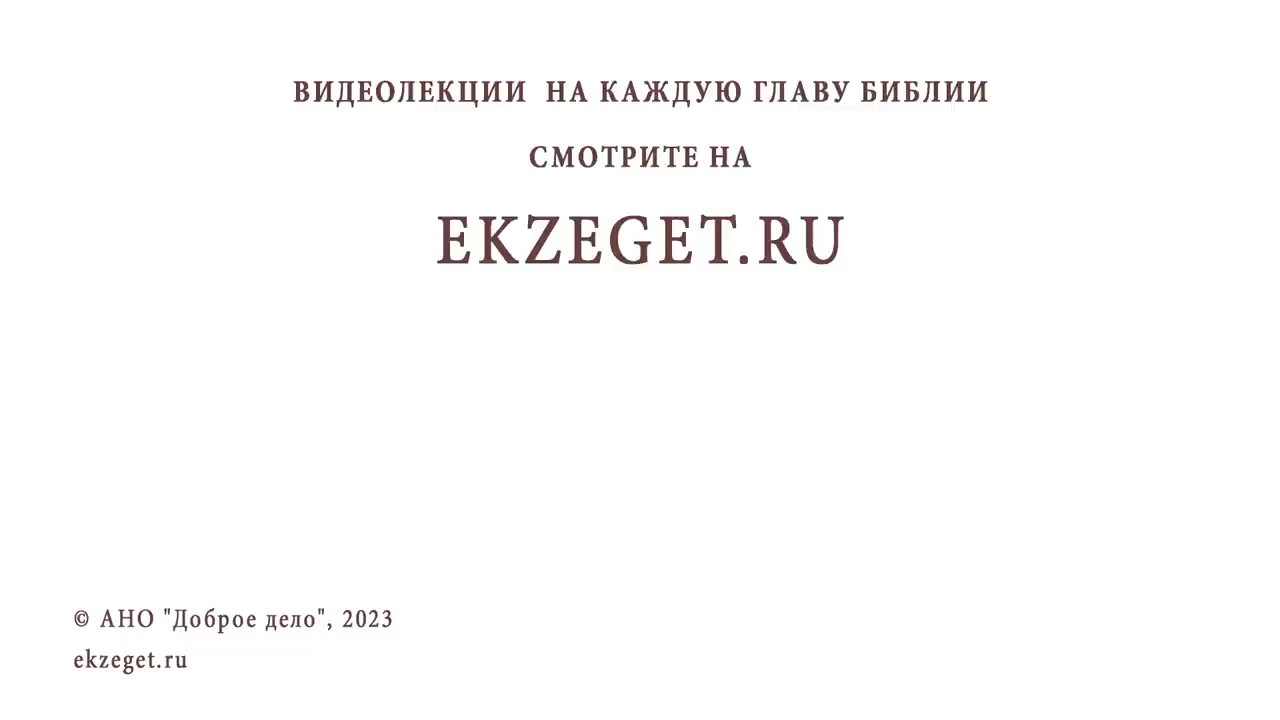 ВИДЕОЛЕКЦИИ НА КАЖДУЮ ГЛАВУ БИБЛИИ
СМОТРИТЕ НА
EKZEGET.RU
© АНО "Доброе дело", 2023
ekzeget.ru